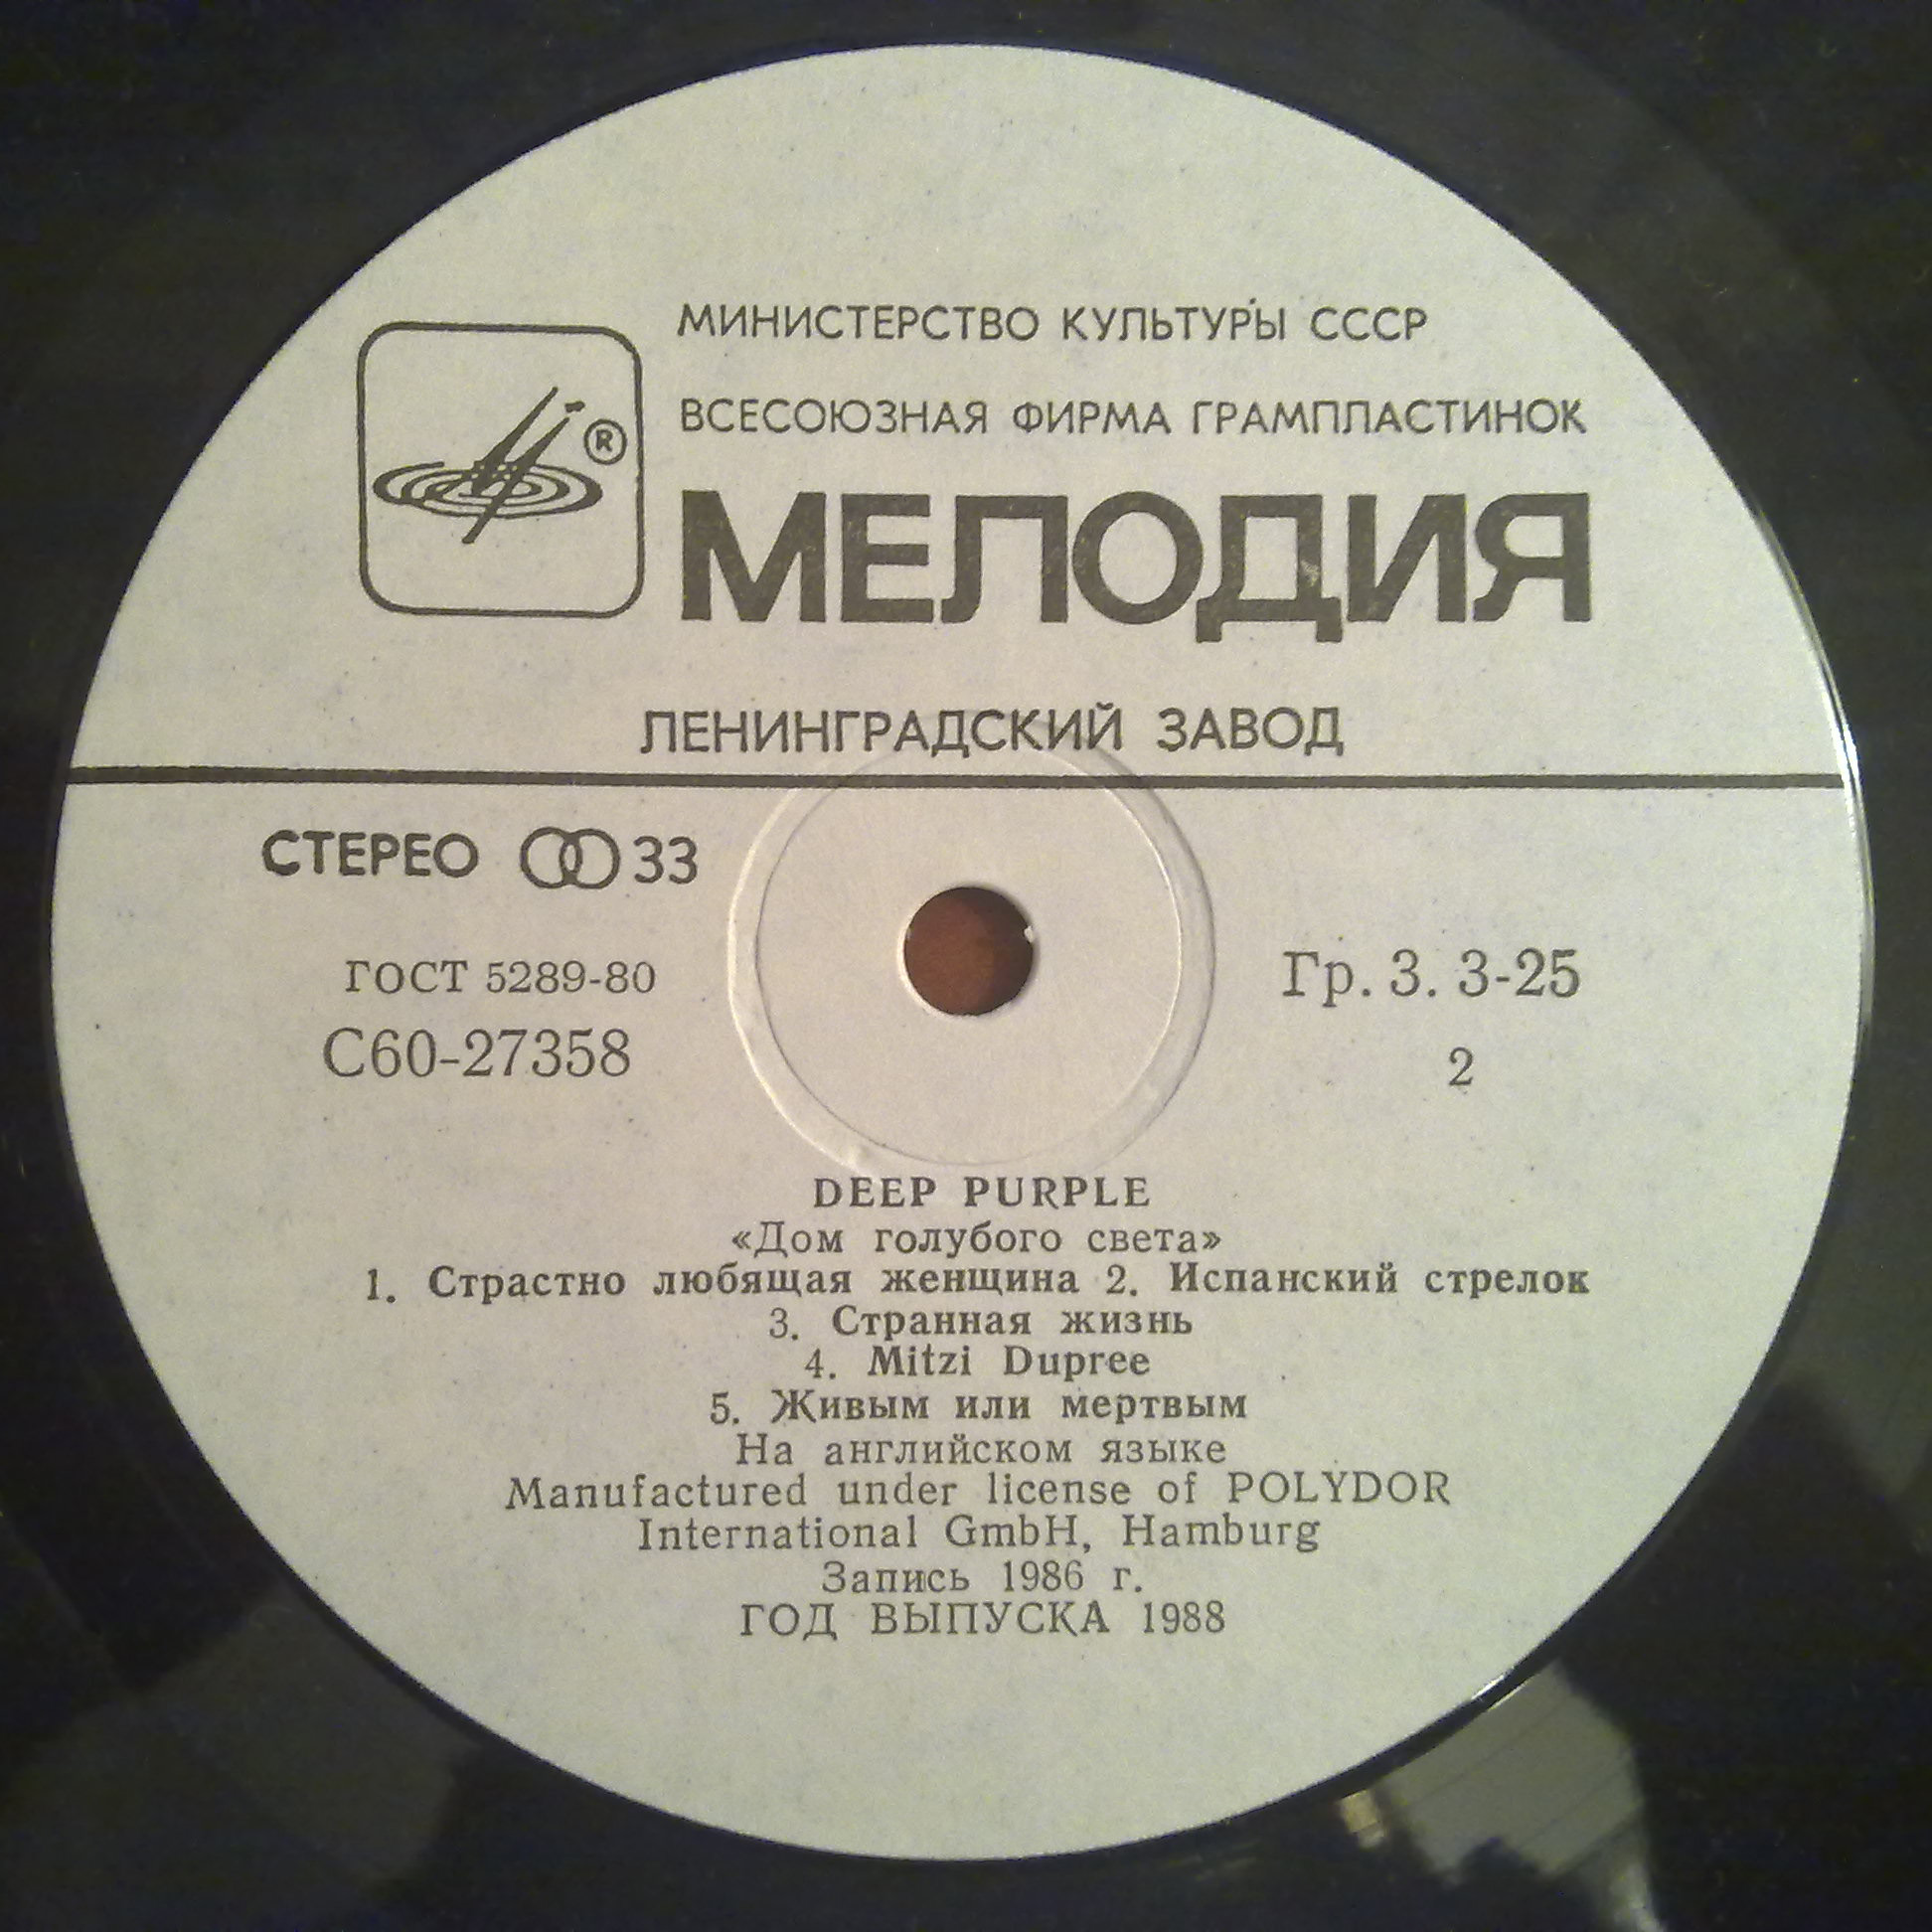 МИНИСТЕРСТВО КУЛЬТУРЫ СССР
ВСЕСОЮЗНАЯ ФИРМА ГРАМПЛАСТИНОК
®
МЕЛОДИЯ
ЛЕНИНГРАДСКИЙ ЗАВОД
СТЕРЕО 33
ГОСТ 5289-80
Гр. 3. 3-25
С60-27358
2
DEEP PURPLE
«Дом голубого света»
1. Страстно любящая женщина 2. Испанский стрелок
3. Странная жизнь
4. Mitzi Dupree
5. Живым или мертвым
На английском языке
Manufactured under license of POLYDOR
International GmbH, Hamburg
Запись 1986 г.
ГОД ВЫПУСКА 1988